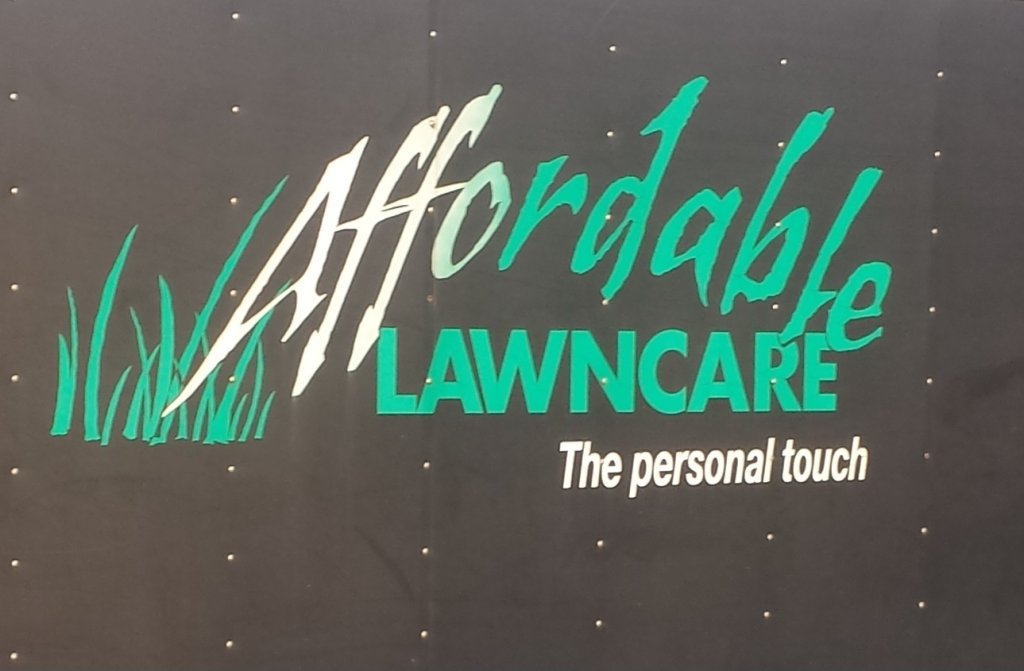 Affordable
LAWNCARE
The personal touch